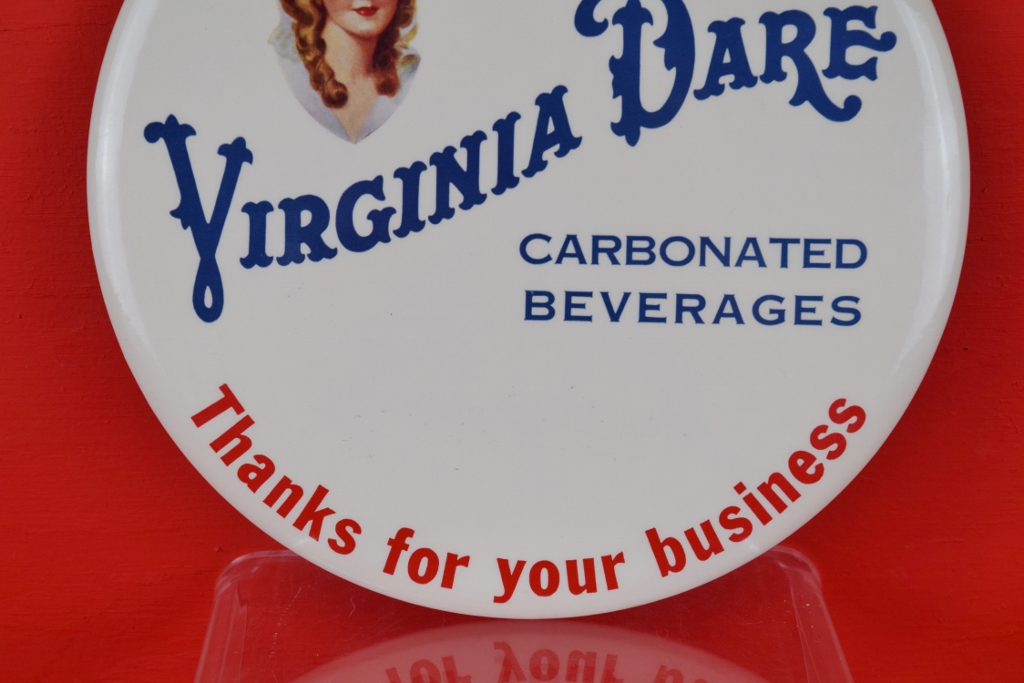 VIRGINIA DARE
CARBONATED
BEVERAGES
Thanks for your business